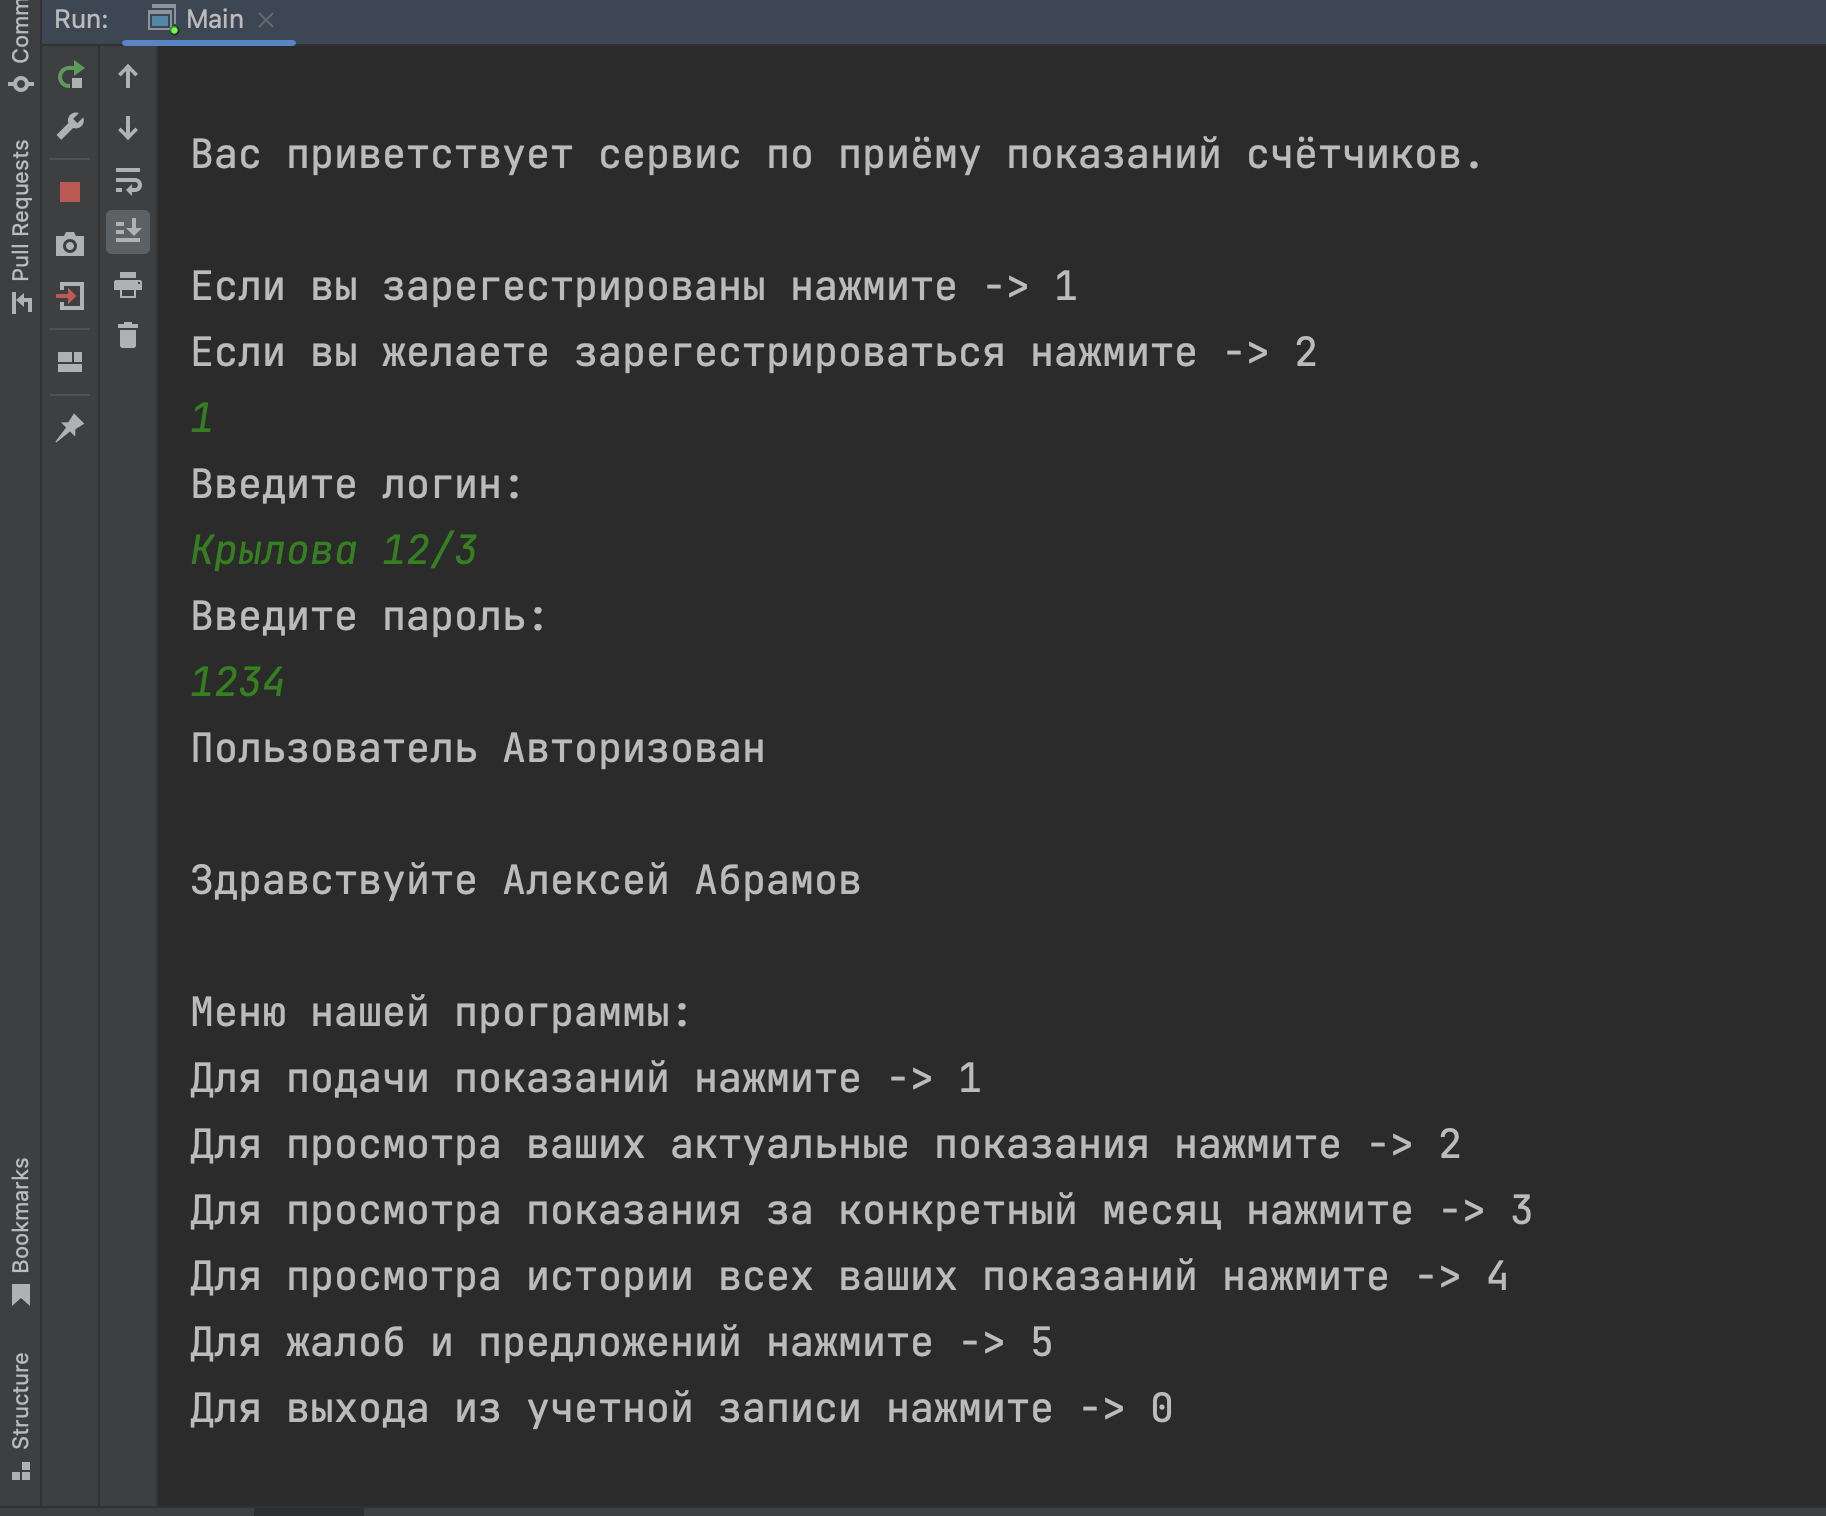 Run:
Main
Comm
Pull Requests
Bookmarks
Structure
Вас приветствует сервис по приёму показаний счётчиков.
Если вы зарегестрированы нажмите -> 1
Если вы желаете зарегестрироваться нажмите -> 2
1
Введите логин:
Крылова 12/3
Введите пароль:
1234
Пользователь Авторизован
Здравствуйте Алексей Абрамов
Меню нашей программы:
Для подачи показаний нажмите -> 1
Для просмотра ваших актуальные показания нажмите -> 2
Для просмотра показания за конкретный месяц нажмите -> 3
Для просмотра истории всех ваших показаний нажмите -> 4
Для жалоб и предложений нажмите -> 5
Для выхода из учетной записи нажмите -> 0